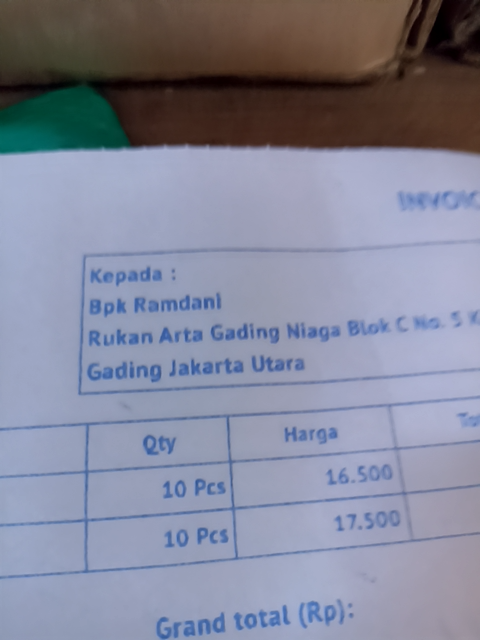 INVOIC
Kepada :
Bpk Ramdani
Rukan Arta Gading Niaga Blok C No. 5 K
Gading Jakarta Utara
Qty Harga Tot
10 Pcs 16.500
10 Pcs 17.500
Grand total (Rp):